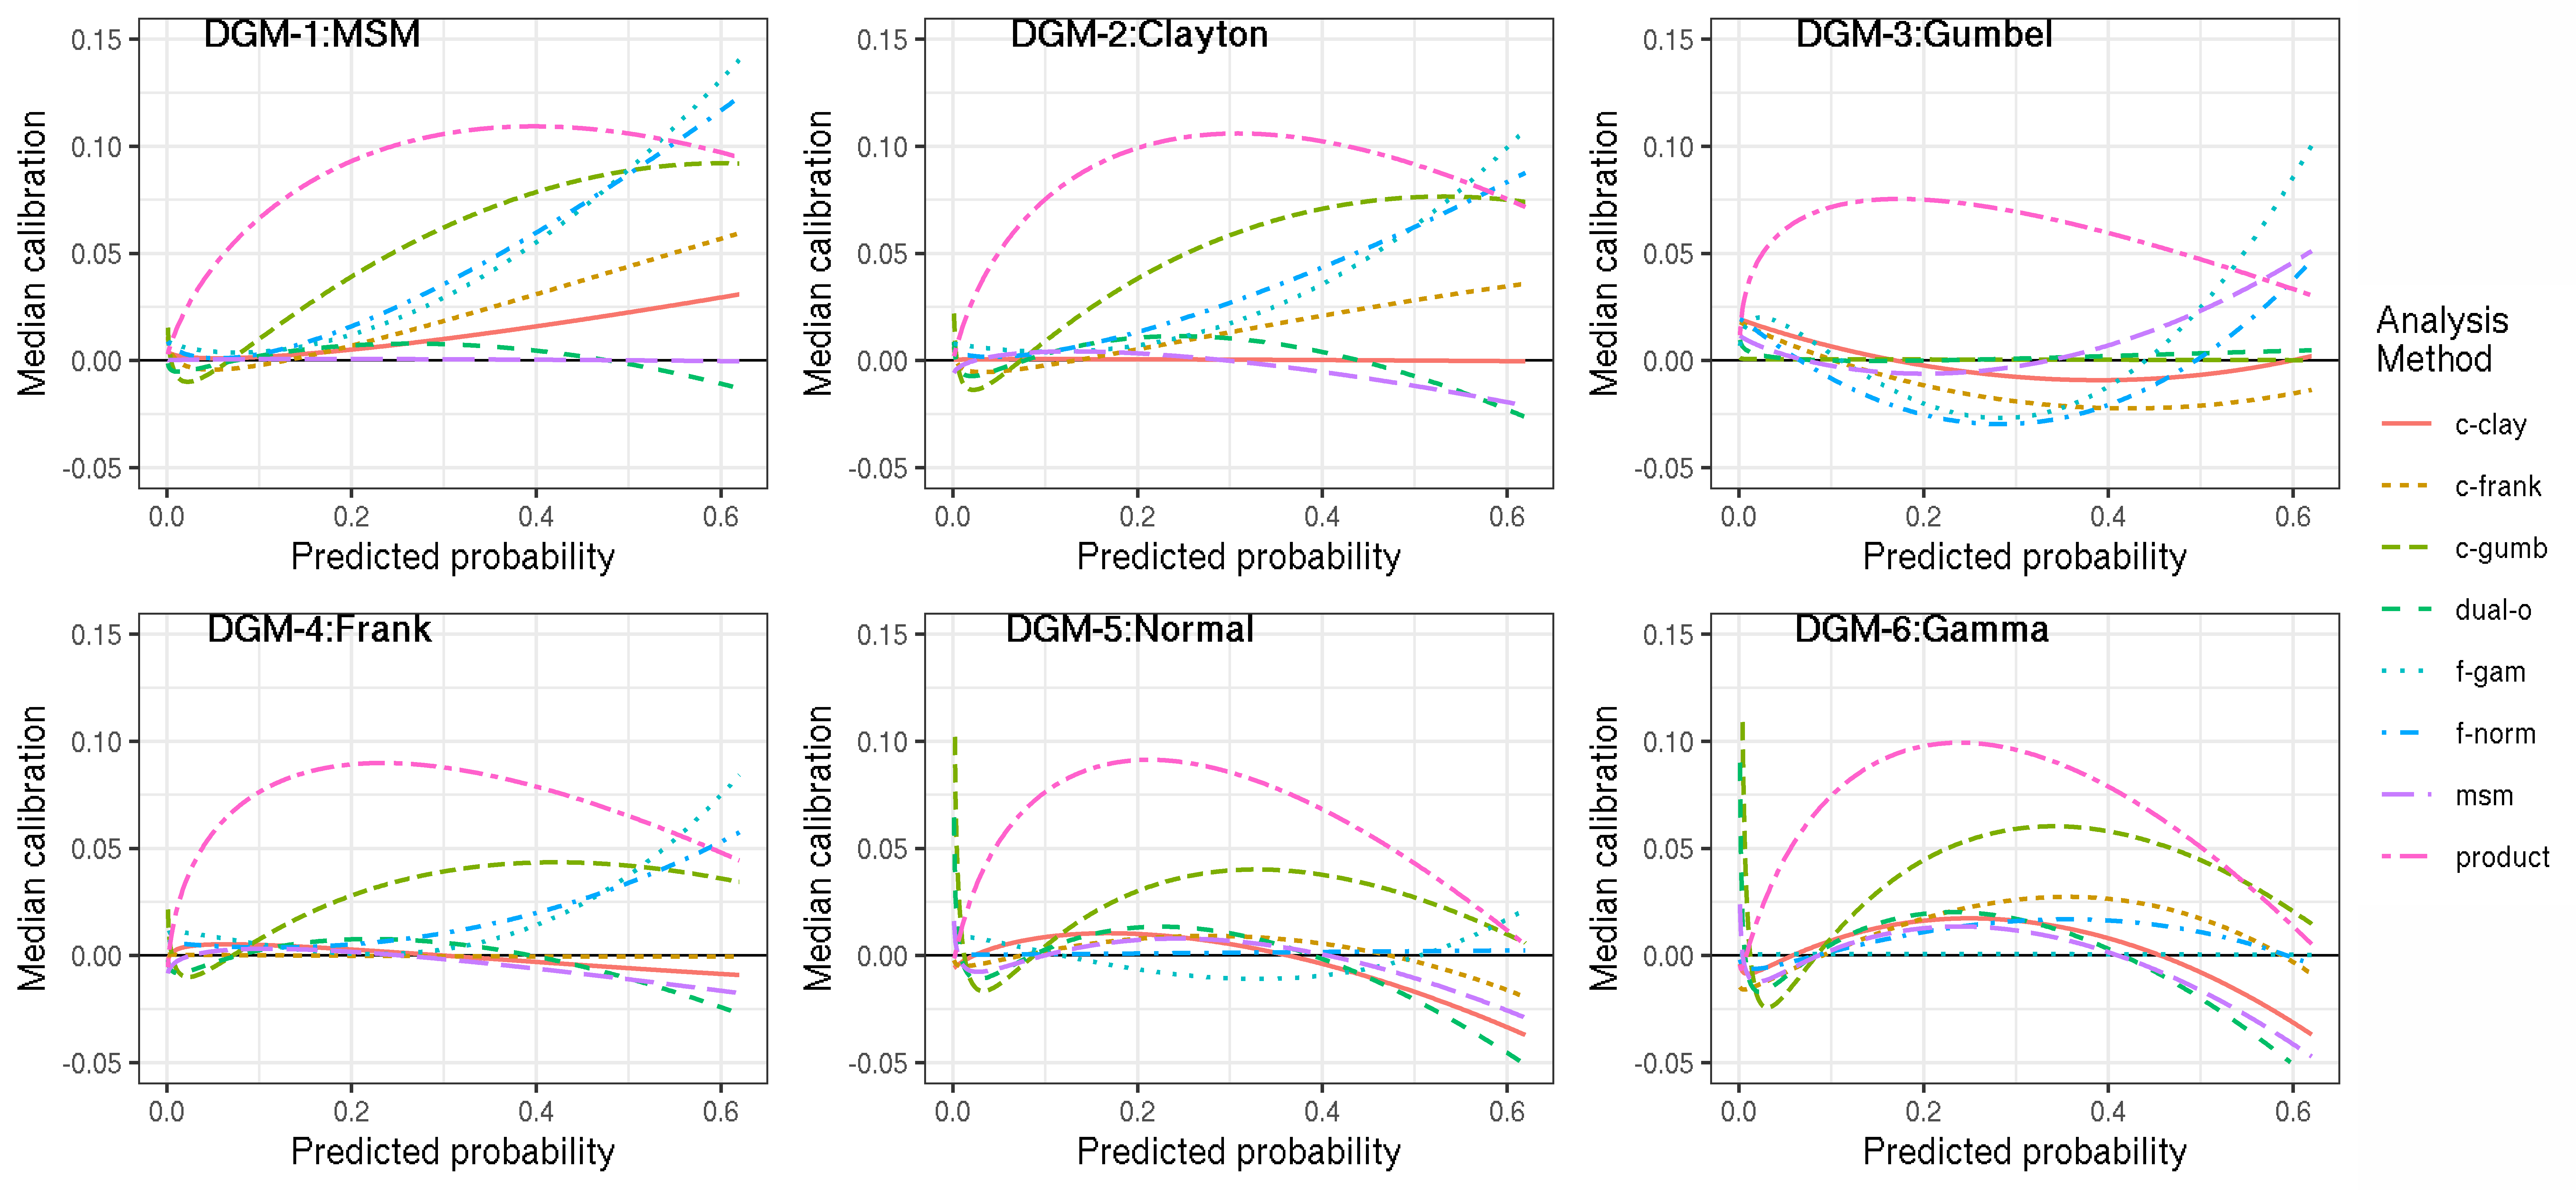 DGM-1:MSM
0.15
0.10
0.05
0.00
-0.05
Median calibration
0.0 0.2 0.4 0.6
Predicted probability
DGM-2:Clayton
0.15
0.10
0.05
0.00
-0.05
Median calibration
0.0 0.2 0.4 0.6
Predicted probability
DGM-3:Gumbel
0.15
0.10
0.05
0.00
-0.05
Median calibration
0.0 0.2 0.4 0.6
Predicted probability
DGM-4:Frank
0.15
0.10
0.05
0.00
-0.05
Median calibration
0.0 0.2 0.4 0.6
Predicted probability
DGM-5:Normal
0.15
0.10
0.05
0.00
-0.05
Median calibration
0.0 0.2 0.4 0.6
Predicted probability
DGM-6:Gamma
0.15
0.10
0.05
0.00
-0.05
Median calibration
0.0 0.2 0.4 0.6
Predicted probability
Analysis
Method
c-clay
c-frank
c-gumb
dual-o
f-gam
f-norm
msm
product